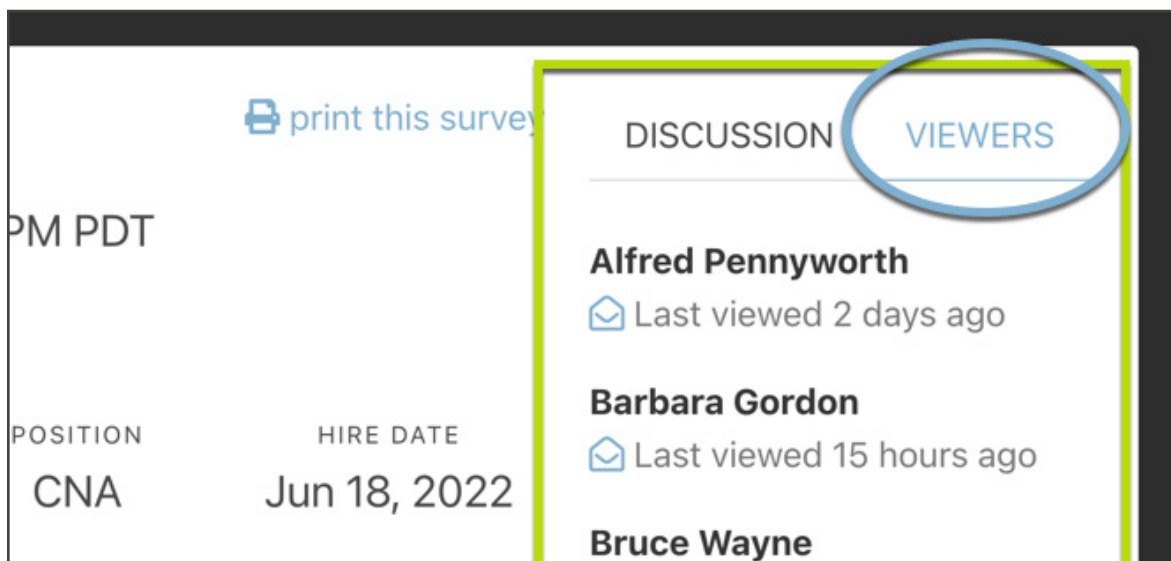 print this survey
PM PDT
POSITION
CNA
HIRE DATE
Jun 18, 2022
DISCUSSION
VIEWERS
Alfred Pennyworth
Last viewed 2 days ago
Barbara Gordon
Last viewed 15 hours ago
Bruce Wayne